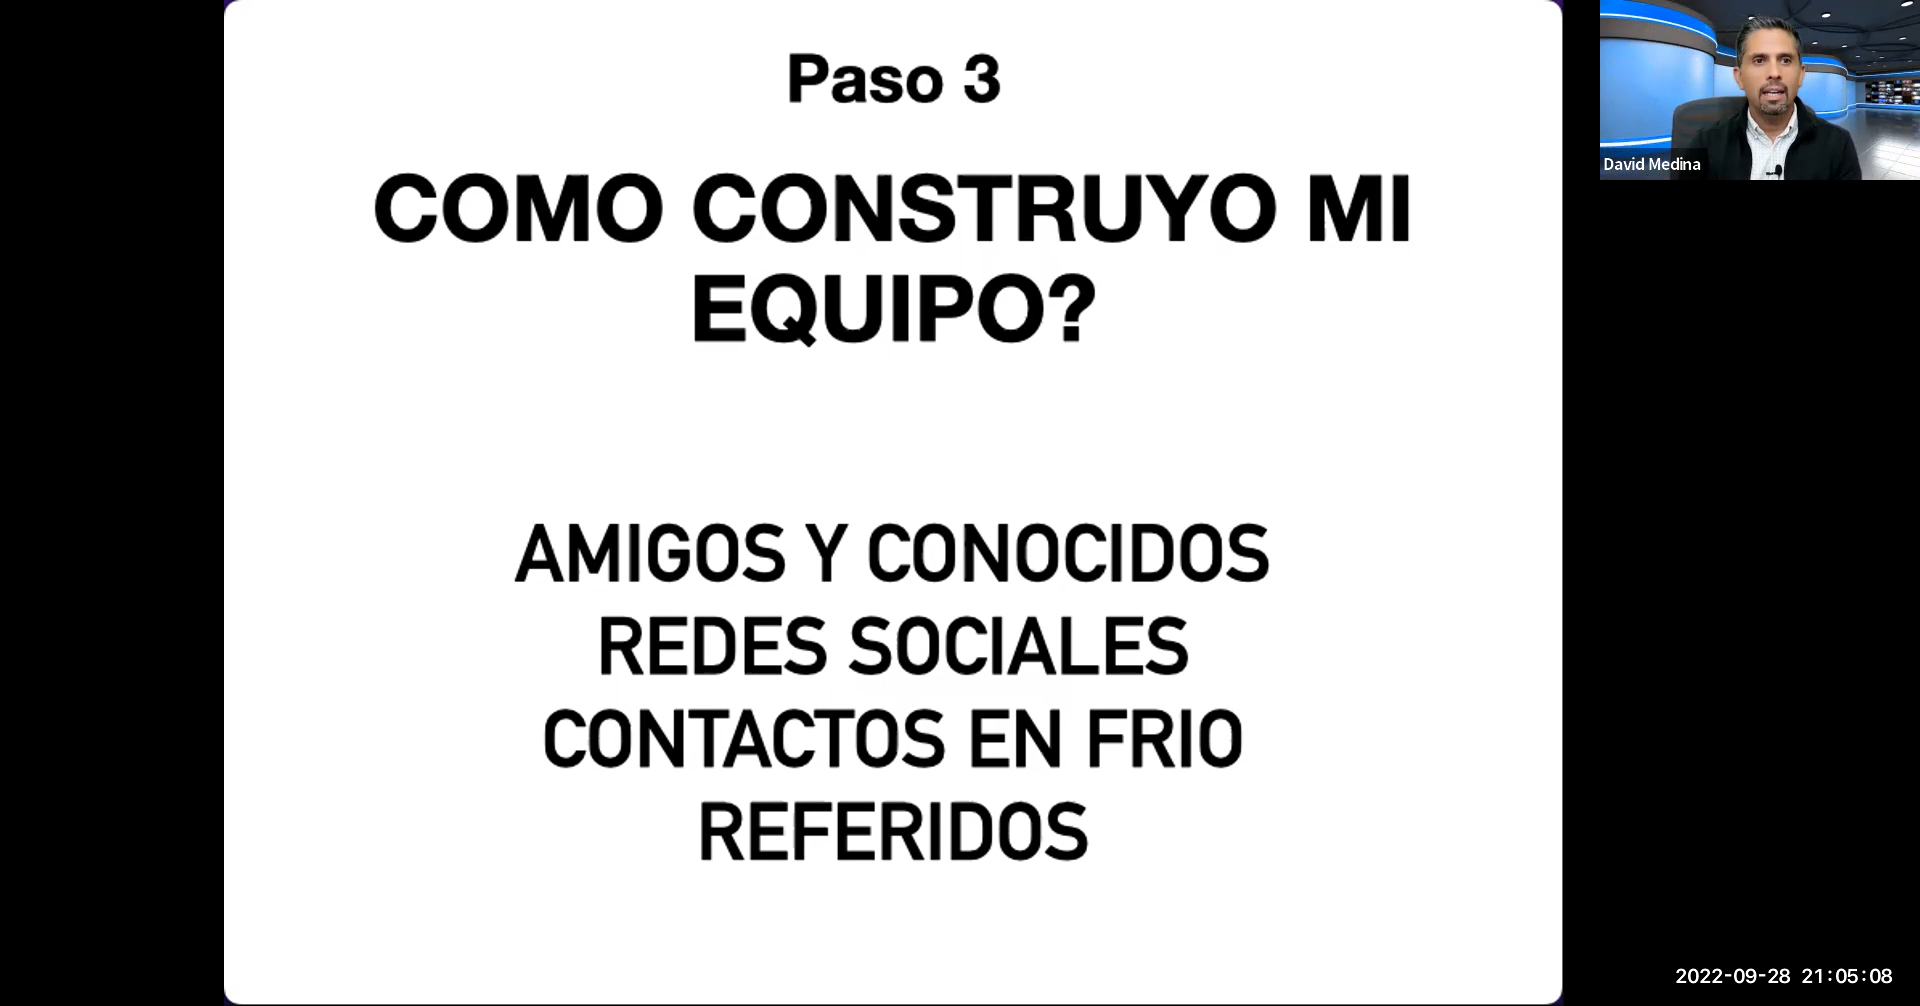 Paso 3
COMO CONSTRUYO MI
EQUIPO?
AMIGOS Y CONOCIDOS
REDES SOCIALES
CONTACTOS EN FRIO
REFERIDOS
David Medina
2022-09-28 21:05:08